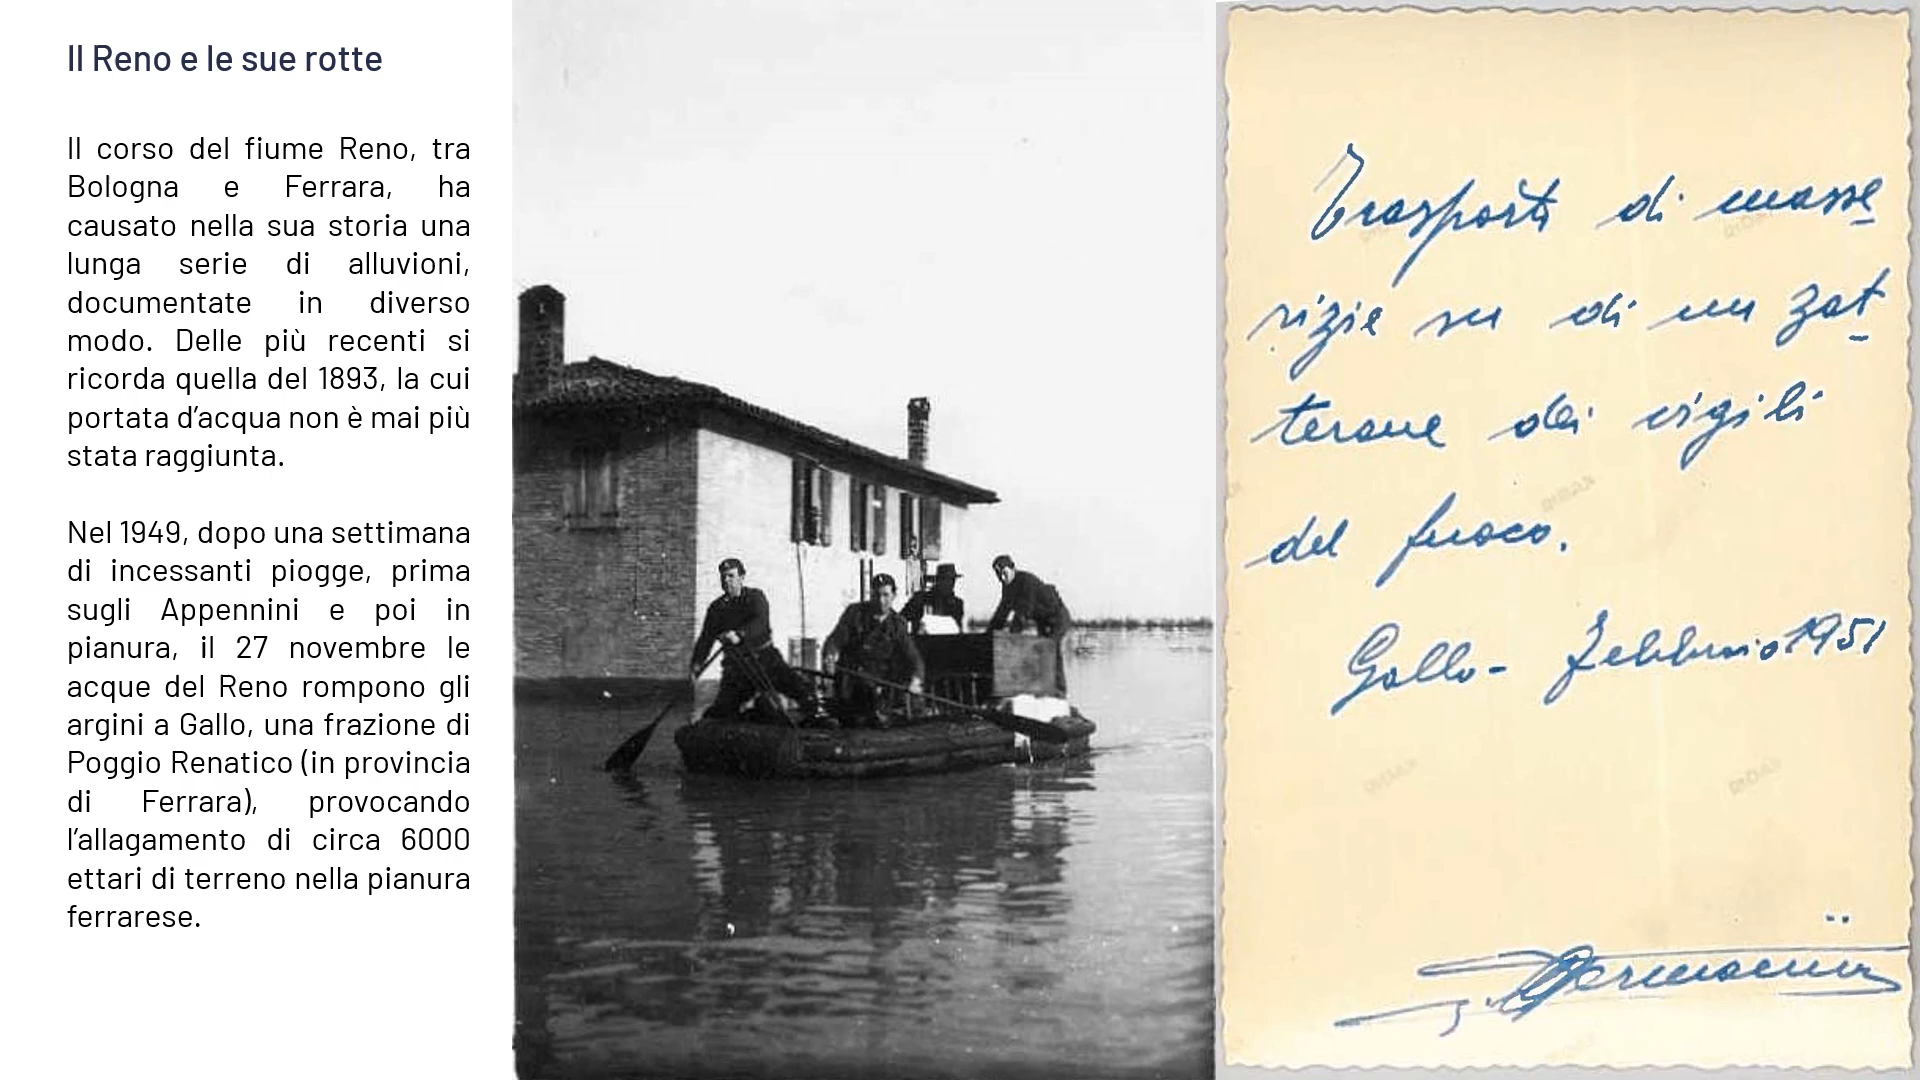 Il Reno e le sue rotte
Il corso del fiume Reno, tra
Bologna e Ferrara, ha
causato nella sua storia una
lunga serie di alluvioni,
documentate in diverso
modo. Delle più recenti si
ricorda quella del 1893, la cui
portata d’acqua non è mai più
stata raggiunta.
Nel 1949, dopo una settimana
di incessanti piogge, prima
sugli Appennini e poi in
pianura, il 27 novembre le
acque del Reno rompono gli
argini a Gallo, una frazione di
Poggio Renatico (in provincia
di Ferrara), provocando
l’allagamento di circa 6000
ettari di terreno nella pianura
ferrarese.
Trasporto di masse
rizie su di un zat
terone dei vigili
del fuoco.
Gallo - Febbraio 1951